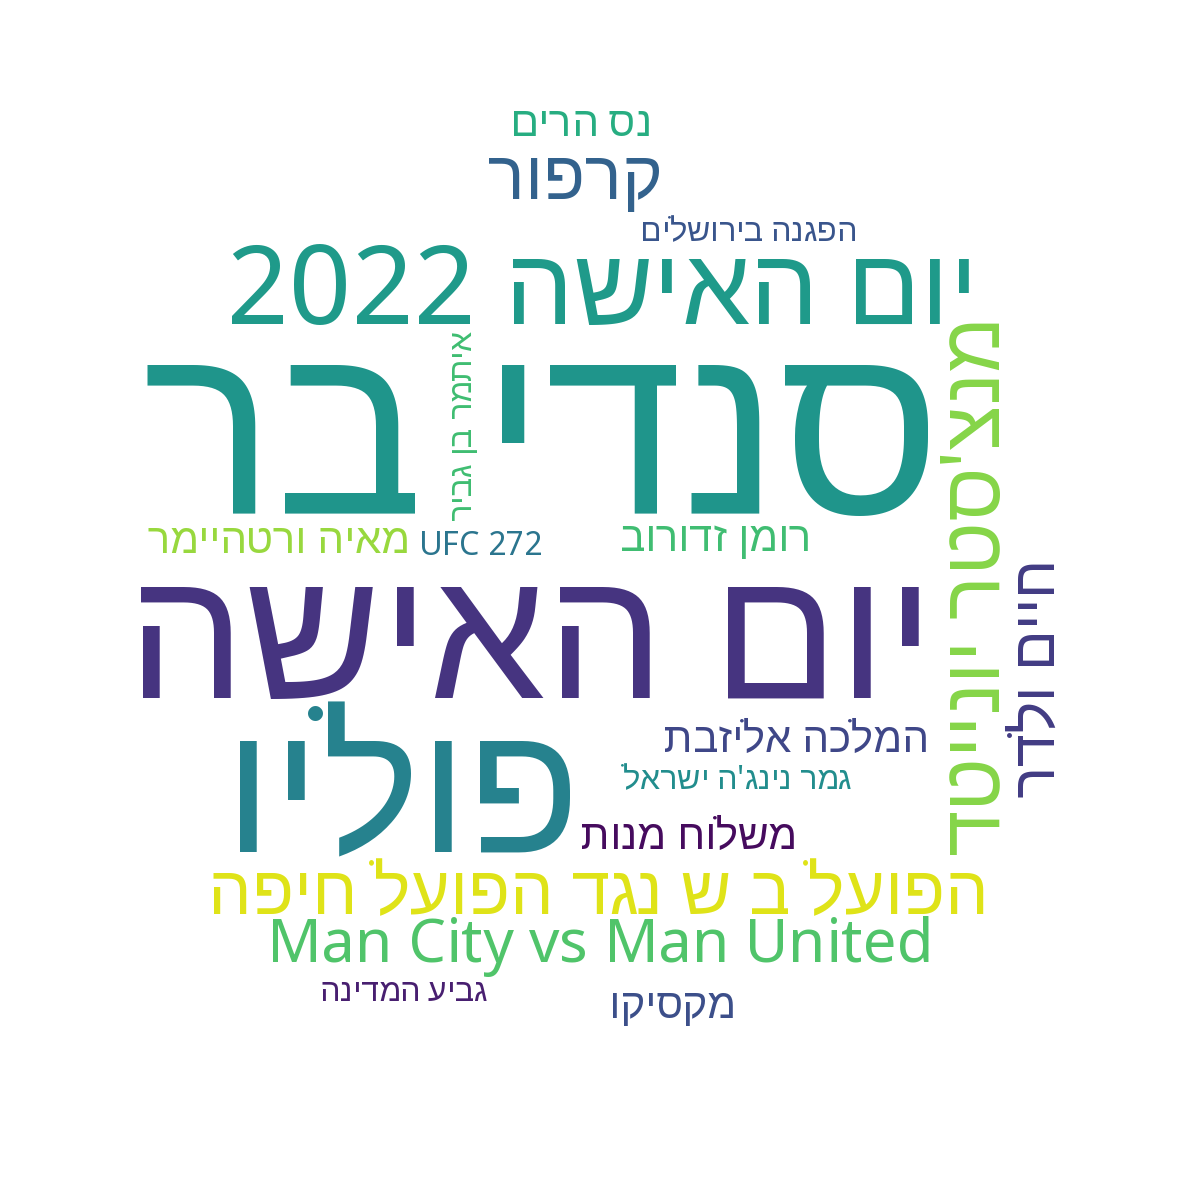 נס הרים
קרפור
הפגנה בירושלים
יום האישה 2022
סנדי בר
איתמר בן גביר
מנצ'סטר יונייטד
רומן זדורוב
UFC 272
מאיה ורטהיימר
יום האישה
חיים ולדר
פוליו
המלכה אליזבת
גמר נינג'ה ישראל
משלוח מנות
הפועל ב ש נגד הפועל חיפה
Man City vs Man United
גביע המדינה
מקסיקו